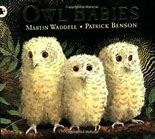 OWL BABIES
MARTIN WADDELL • PATRICK BENSON